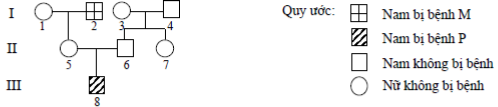 I
1
2
3
4
Quy ước:
Nam bị bệnh M
Nam bị bệnh P
II
5
6
7
Nam không bị bệnh
III
8
Nữ không bị bệnh